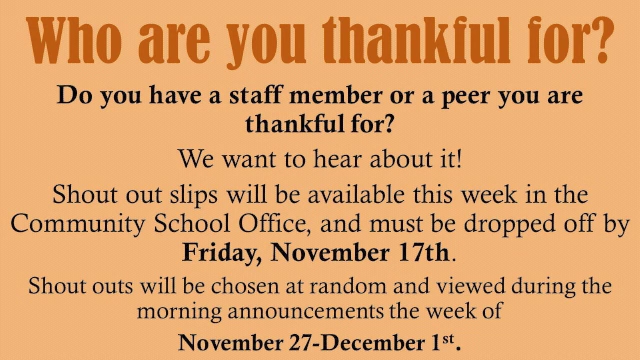 Who are you thankful for?
Do you have a staff member or a peer you are
thankful for?
We want to hear about it!
Shout out slips will be available this week in the
Community School Office, and must be dropped off by
Friday, November 17th.
Shout outs will be chosen at random and viewed during the
morning announcements the week of
November 27-December 1st.